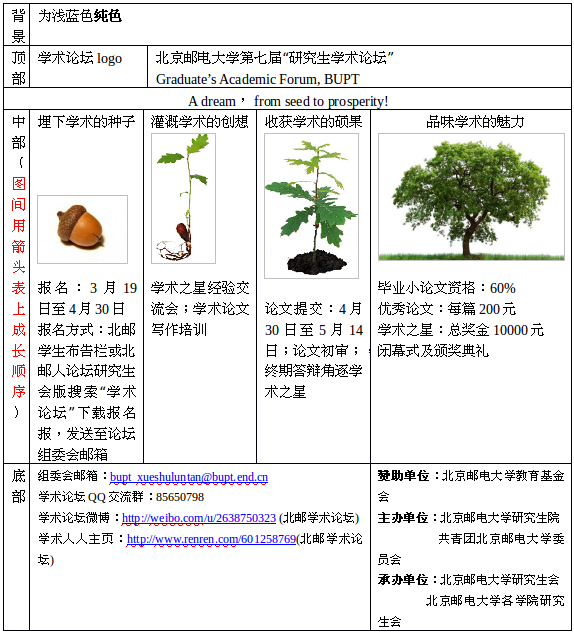 背景
为浅蓝色纯色
顶部
学术论坛 logo
北京邮电大学第七届“研究生学术论坛”
Graduate’s Academic Forum, BUPT
A dream， from seed to prosperity!
中部（图间用箭头表上成长顺序）
埋下学术的种子
报名：3 月 19
日至 4 月 30 日
报名方式：北邮
学生布告栏或北
邮人论坛研究生
会版搜索“学术
论坛”下载报名
报，发送至论坛
组委会邮箱
灌溉学术的创想
学术之星经验交
流会；学术论文
写作培训
收获学术的硕果
论文提交：4 月
30 日至 5 月 14
日；论文初审；
终期答辩角逐学
术之星
品味学术的魅力
毕业小论文资格：60%
优秀论文：每篇 200 元
学术之星：总奖金 10000 元
闭幕式及颁奖典礼
底部
组委会邮箱：bupt_xueshuluntan@bupt.end.cn
学术论坛 QQ 交流群：85650798
学术论坛微博：http://weibo.com/u/2638750323 (北邮学术论坛)
学术人人主页：http://www.renren.com/601258769(北邮学术论
坛)
赞助单位：北京邮电大学教育基金
会
主办单位：北京邮电大学研究生院
共青团北京邮电大学委
员会
承办单位：北京邮电大学研究生会
北京邮电大学各学院研究
生会